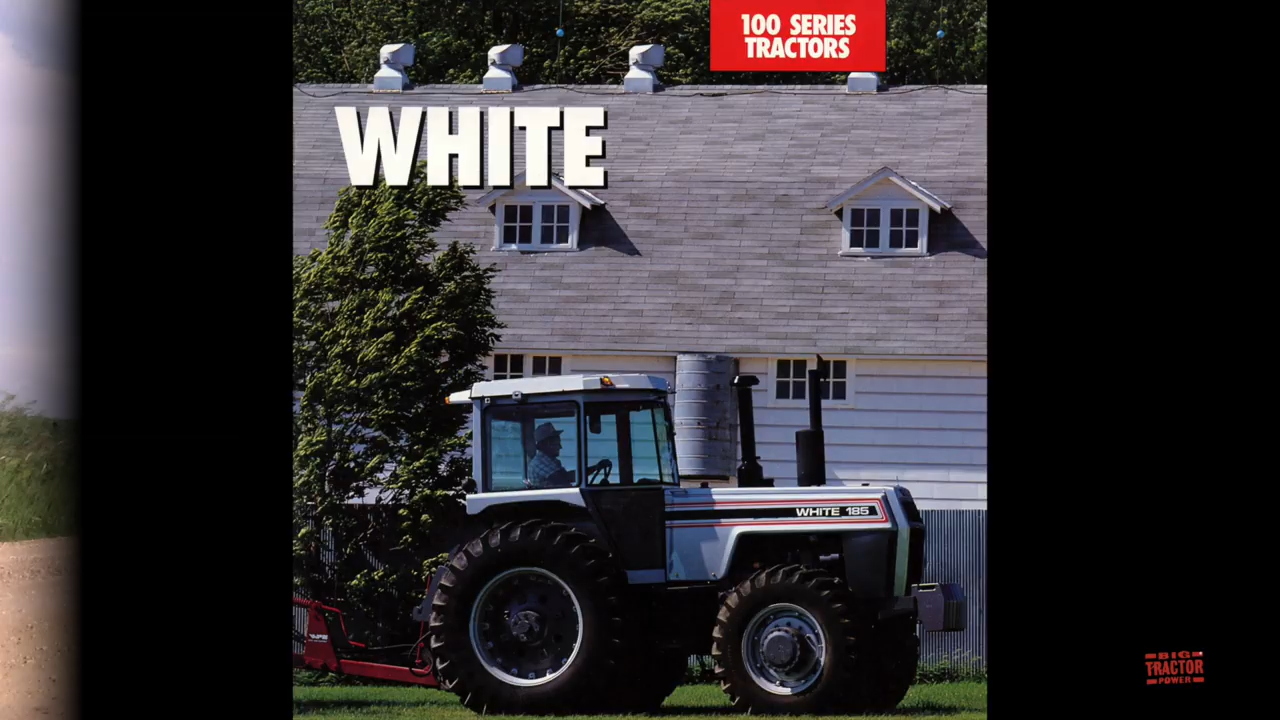 100 SERIES
TRACTORS
WHITE
WHITE 185
BIG
TRACTOR
POWER